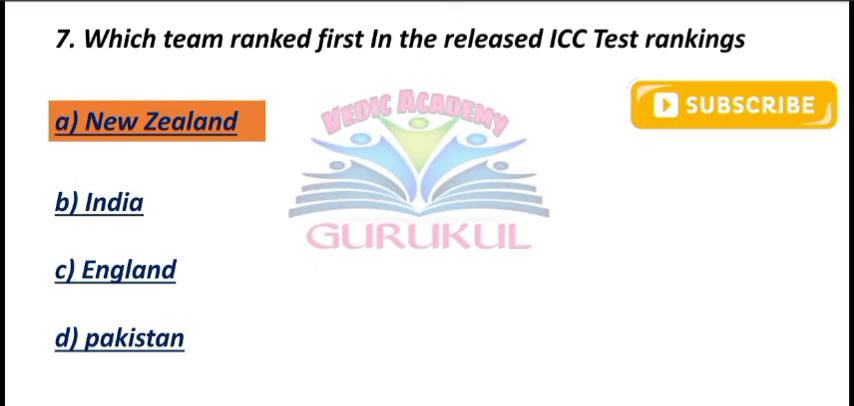 7. Which team ranked first In the released ICC Test rankings
a) New Zealand
VEDIC ACADEMY
SUBSCRIBE
b) India
GURUKUL
c) England
d) pakistan